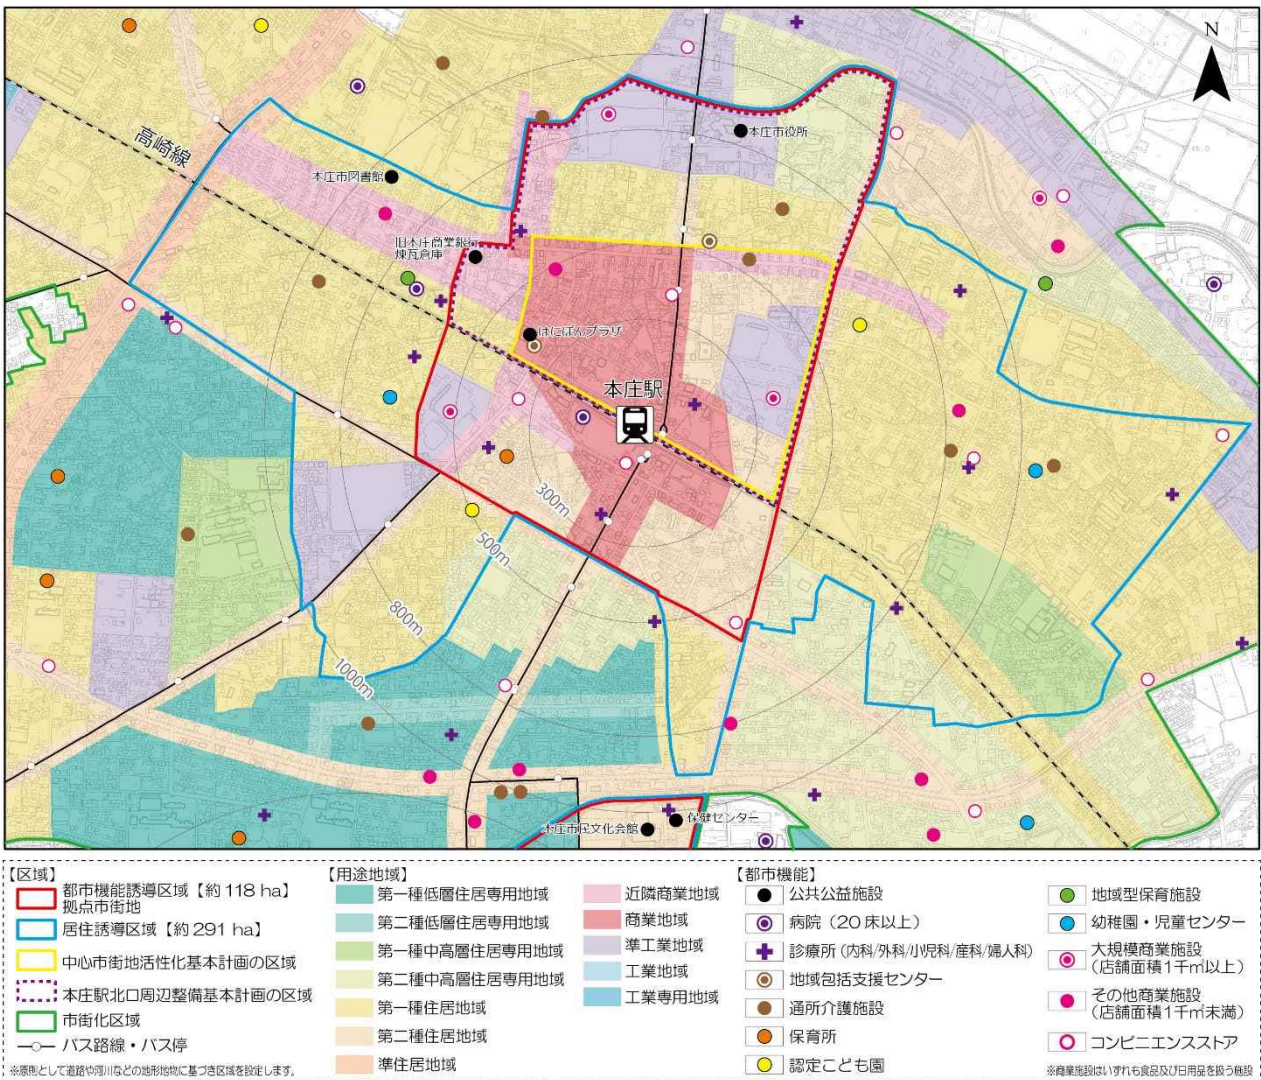 N
高崎線
本庄市役所
本庄市図書館
旧本庄商業銀行
煉瓦倉庫
はにぽんプラザ
本庄駅
300m
500m
800m
1000m
本庄市民文化会館
保健センター
【区域】
都市機能誘導区域【約118 ha】
拠点市街地
居住誘導区域【約291 ha】
中心市街地活性化基本計画の区域
本庄駅北口周辺整備基本計画の区域
市街化区域
バス路線・バス停
※原則として道路や河川などの地形地物に基づき区域を設定します。
【用途地域】
第一種低層住居専用地域
第二種低層住居専用地域
第一種中高層住居専用地域
第二種中高層住居専用地域
第一種住居地域
第二種住居地域
準住居地域
近隣商業地域
商業地域
準工業地域
工業地域
工業専用地域
【都市機能】
公共公益施設
病院（20床以上）
診療所（内科/外科/小児科/産科/婦人科）
地域包括支援センター
通所介護施設
保育所
認定こども園
地域型保育施設
幼稚園・児童センター
大規模商業施設
（店舗面積1千㎡以上）
その他商業施設
（店舗面積1千㎡未満）
コンビニエンスストア
※商業施設はいずれも食品及び日用品を扱う施設